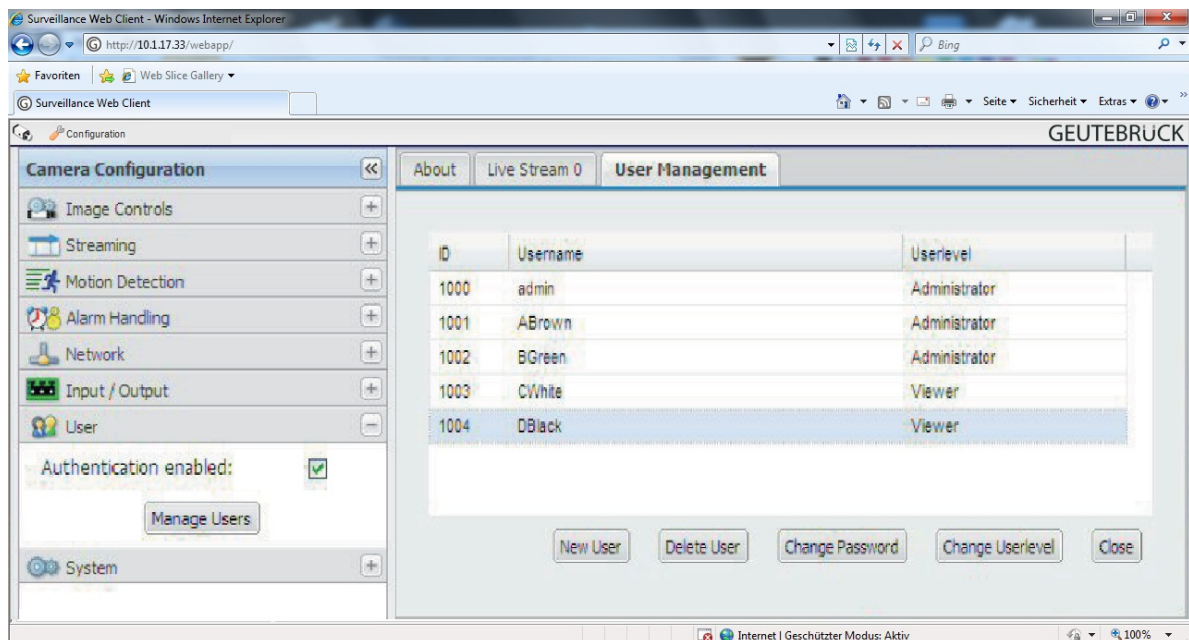 Surveillance Web Client - Windows Internet Explorer
http://10.1.17.33/webapp/
Bing
Favoriten Web Slice Gallery
Surveillance Web Client
Seite Sicherheit Extras
Configuration
GEUTEBRÜCK
Camera Configuration
About Live Stream 0 User Management
Image Controls
Streaming
Motion Detection
Alarm Handling
Network
Input / Output
User
Authentication enabled:
Manage Users
System
ID Username Userlevel
1000 admin Administrator
1001 ABrown Administrator
1002 BGreen Administrator
1003 CWhite Viewer
1004 DBlack Viewer
New User Delete User Change Password Change Userlevel Close
Internet | Geschützter Modus: Aktiv
100%